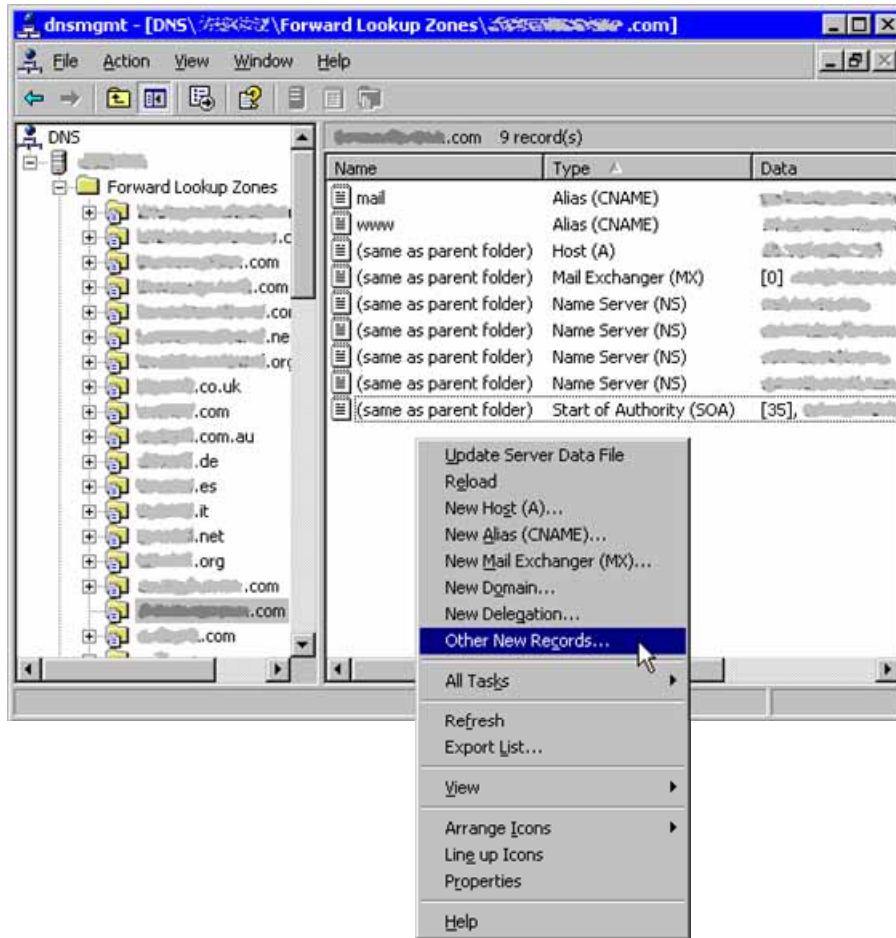 dnsmgmt - [DNS\ \Forward Lookup Zones\ .com]
File Action View Window Help
DNS
Forward Lookup Zones
.c
.com
.com
.co
.ne
.org
.co.uk
.com
.com.au
.de
.es
.it
.net
.org
.com
.com
.com
.com 9 record(s)
Name Type Data
mail Alias (CNAME)
www Alias (CNAME)
(same as parent folder) Host (A)
(same as parent folder) Mail Exchanger (MX) [0]
(same as parent folder) Name Server (NS)
(same as parent folder) Name Server (NS)
(same as parent folder) Name Server (NS)
(same as parent folder) Name Server (NS)
(same as parent folder) Start of Authority (SOA) [35],
Update Server Data File
Reload
New Host (A)...
New Alias (CNAME)...
New Mail Exchanger (MX)...
New Domain...
New Delegation...
Other New Records...
All Tasks
Refresh
Export List...
View
Arrange Icons
Line up Icons
Properties
Help